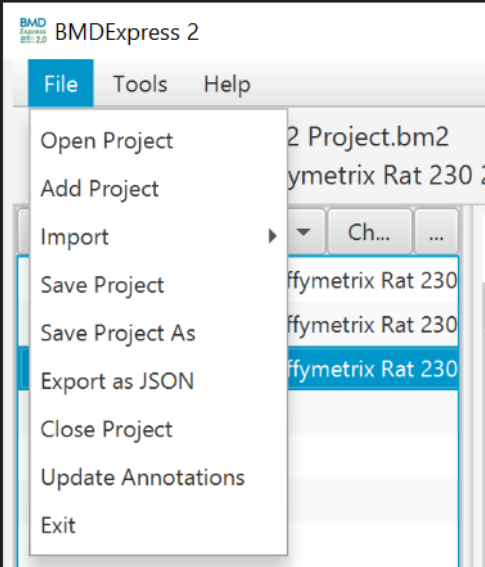 BMD
Express
2.0
BMDExpress 2
File Tools Help
2 Project.bm2
ymetrix Rat 230 2
Ch... ...
ffymetrix Rat 230
ffymetrix Rat 230
ffymetrix Rat 230
Open Project
Add Project
Import
Save Project
Save Project As
Export as JSON
Close Project
Update Annotations
Exit